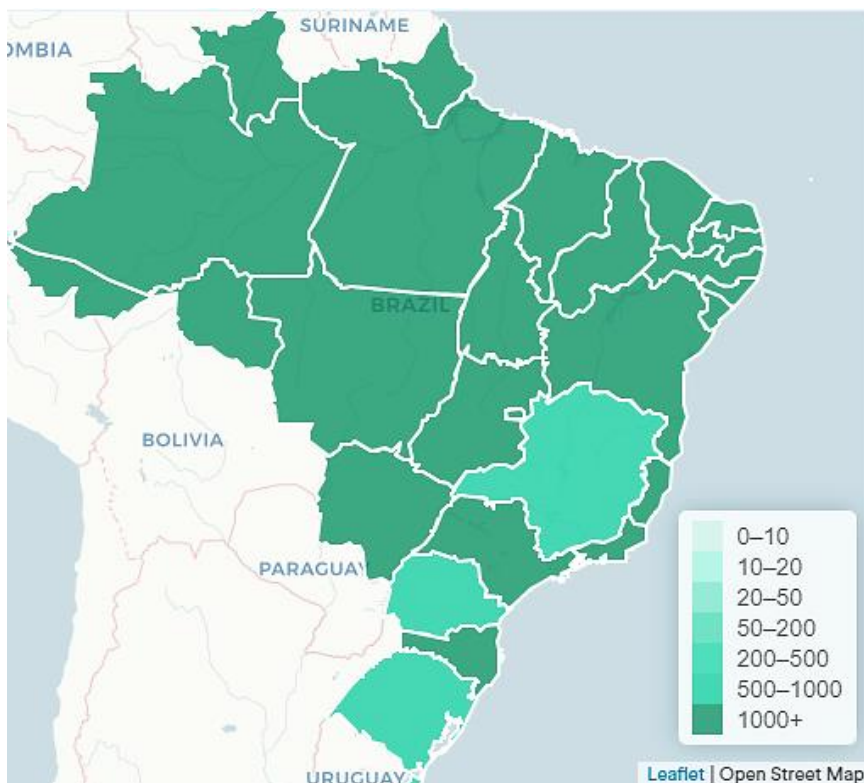 SURINAME
OMBIA
BRAZIL
BOLIVIA
PARAGUAY
URUGUAY
0–10
10–20
20–50
50–200
200–500
500–1000
1000+
Leaflet | Open Street Map